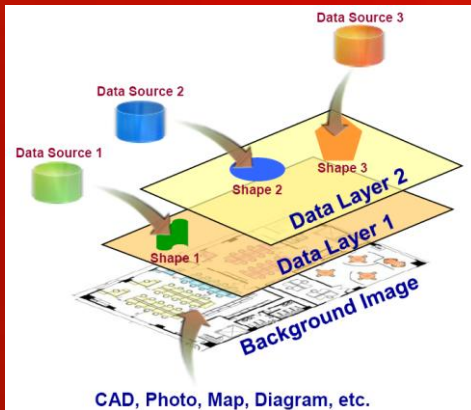 Data Source 3
Data Source 2
Data Source 1
Shape 3
Shape 2
Shape 1
Data Layer 2
Data Layer 1
Background Image
CAD, Photo, Map, Diagram, etc.